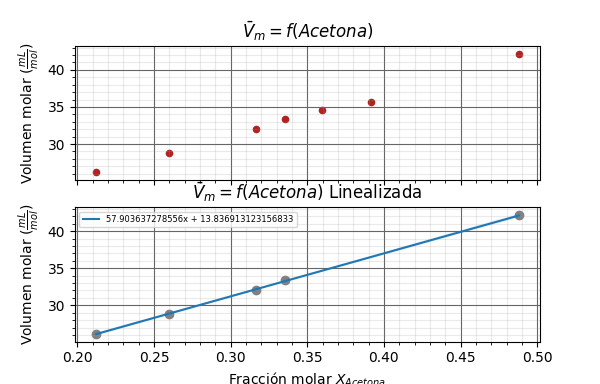 V̄ₘ = f(Acetona)
Volumen molar (mL/mol)
40
35
30
V̄ₘ = f(Acetona) Linealizada
Volumen molar (mL/mol)
57.903637278556x + 13.836913123156833
40
35
30
0.20 0.25 0.30 0.35 0.40 0.45 0.50
Fracción molar X_Acetona